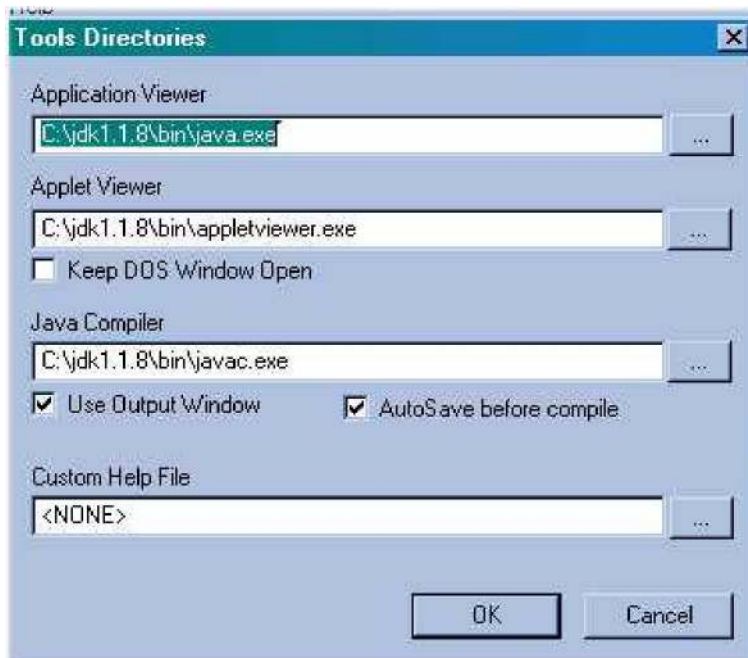 Tools Directories
Application Viewer
C:\jdk1.1.8\bin\java.exe
...
Applet Viewer
C:\jdk1.1.8\bin\appletviewer.exe
...
Keep DOS Window Open
Java Compiler
C:\jdk1.1.8\bin\javac.exe
...
Use Output Window
AutoSave before compile
Custom Help File
<NONE>
...
OK
Cancel